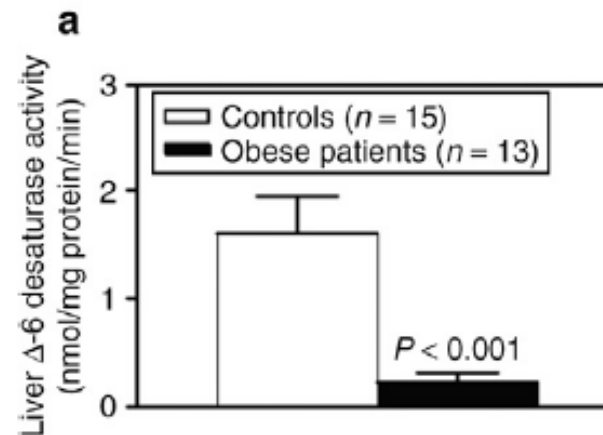 a
Liver Δ-6 desaturase activity
(nmol/mg protein/min)
3
2
1
0
Controls (n = 15)
Obese patients (n = 13)
P < 0.001